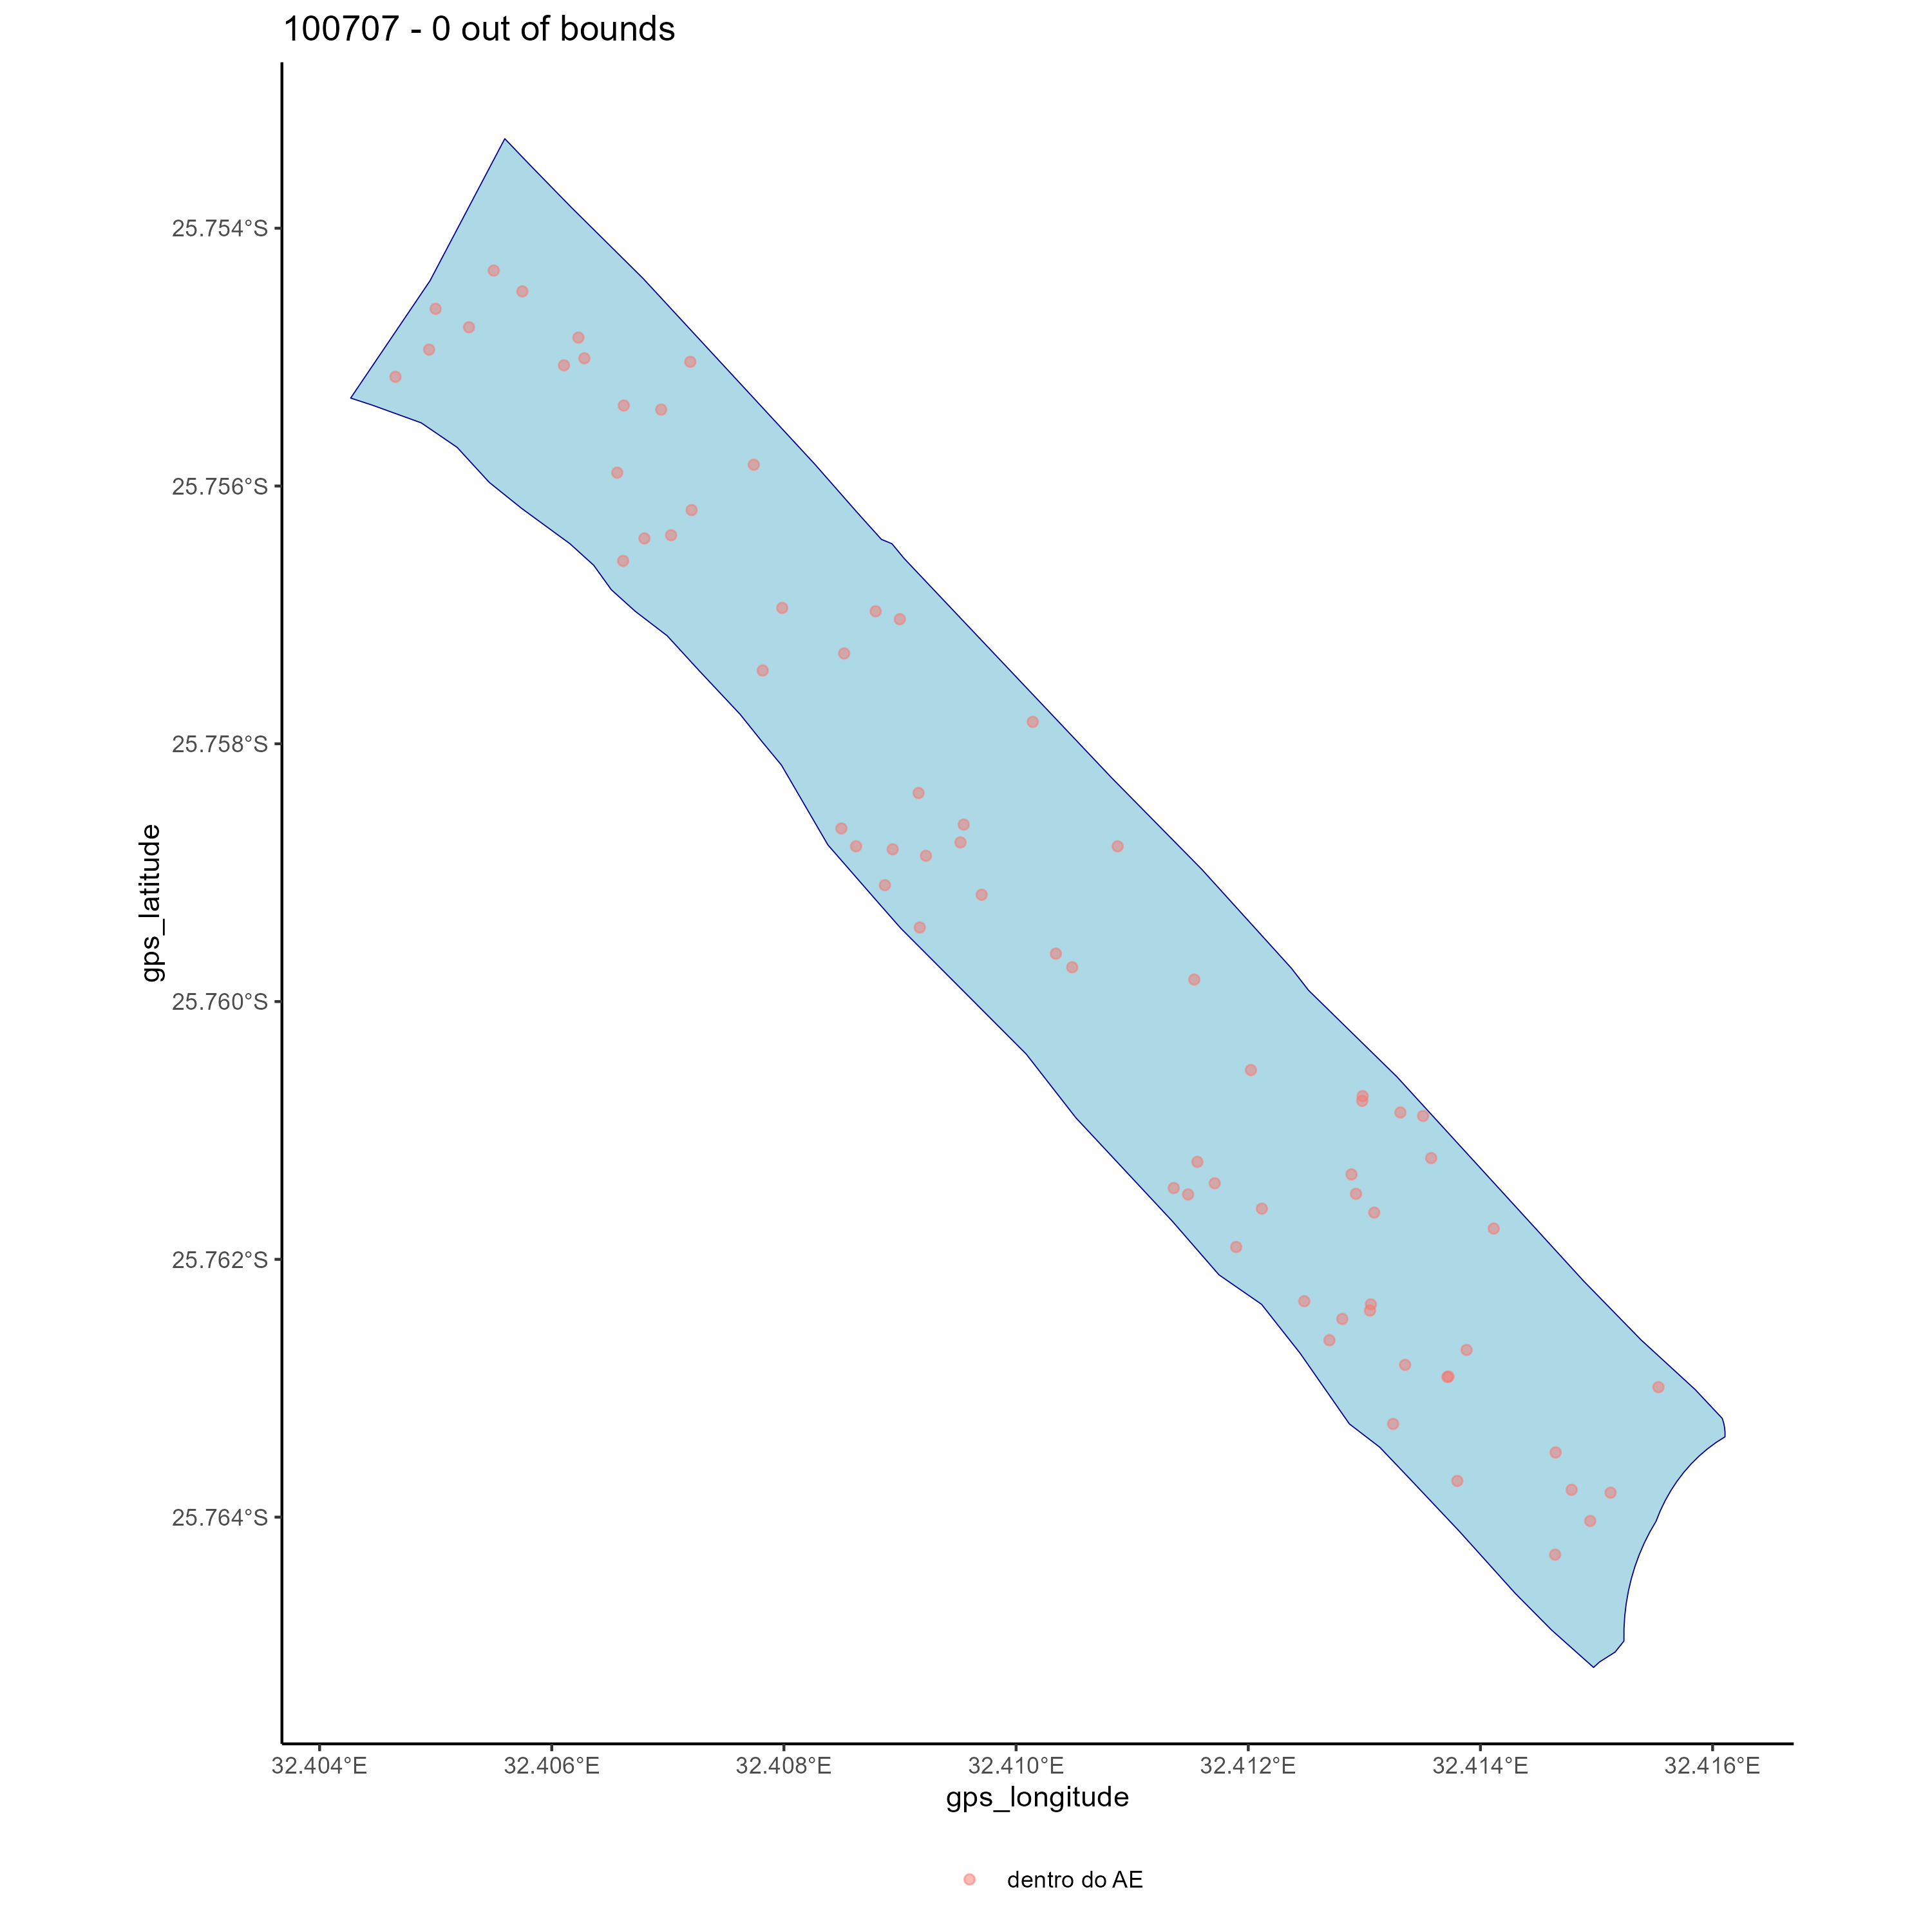 100707 - 0 out of bounds
25.754°S
25.756°S
25.758°S
25.760°S
25.762°S
25.764°S
gps_latitude
32.404°E
32.406°E
32.408°E
32.410°E
32.412°E
32.414°E
32.416°E
gps_longitude
dentro do AE